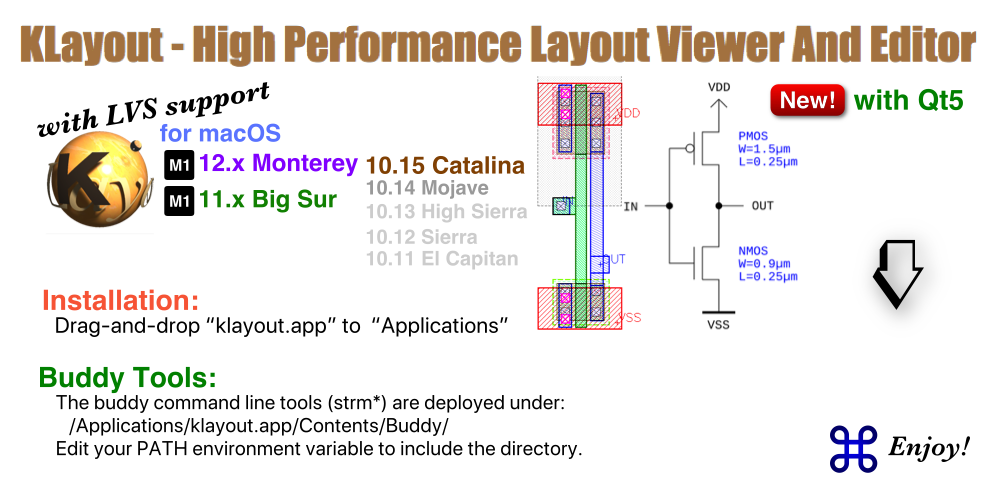 KLayout - High Performance Layout Viewer And Editor
with LVS support
for macOS
M1 12.x Monterey
M1 11.x Big Sur
10.15 Catalina
10.14 Mojave
10.13 High Sierra
10.12 Sierra
10.11 El Capitan
VDD
VSS
VDD
PMOS
W=1.5µm
L=0.25µm
IN
OUT
NMOS
W=0.9µm
L=0.25µm
VSS
New! with Qt5
Installation:
Drag-and-drop “klayout.app” to “Applications”
Buddy Tools:
The buddy command line tools (strm*) are deployed under:
/Applications/klayout.app/Contents/Buddy/
Edit your PATH environment variable to include the directory.
Enjoy!